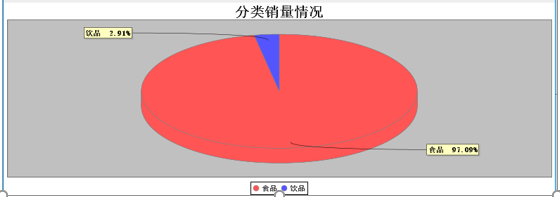 分类销量情况
饮品 2.91%
食品 97.09%
食品 饮品